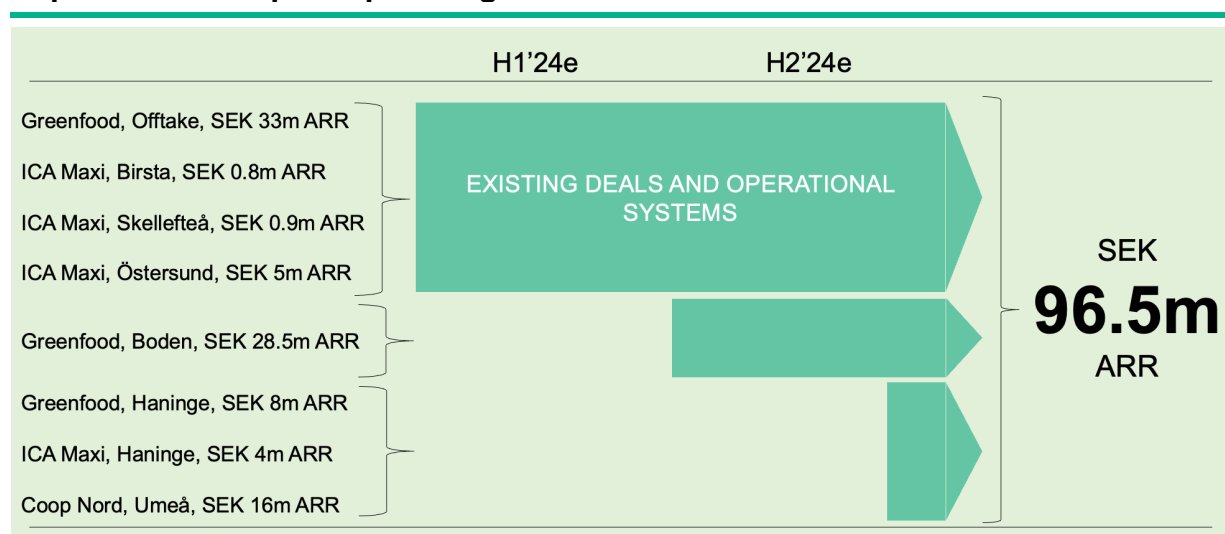 H1’24e
H2’24e
Greenfood, Offtake, SEK 33m ARR
ICA Maxi, Birsta, SEK 0.8m ARR
ICA Maxi, Skellefteå, SEK 0.9m ARR
ICA Maxi, Östersund, SEK 5m ARR
EXISTING DEALS AND OPERATIONAL
SYSTEMS
Greenfood, Boden, SEK 28.5m ARR
Greenfood, Haninge, SEK 8m ARR
ICA Maxi, Haninge, SEK 4m ARR
Coop Nord, Umeå, SEK 16m ARR
SEK
96.5m
ARR